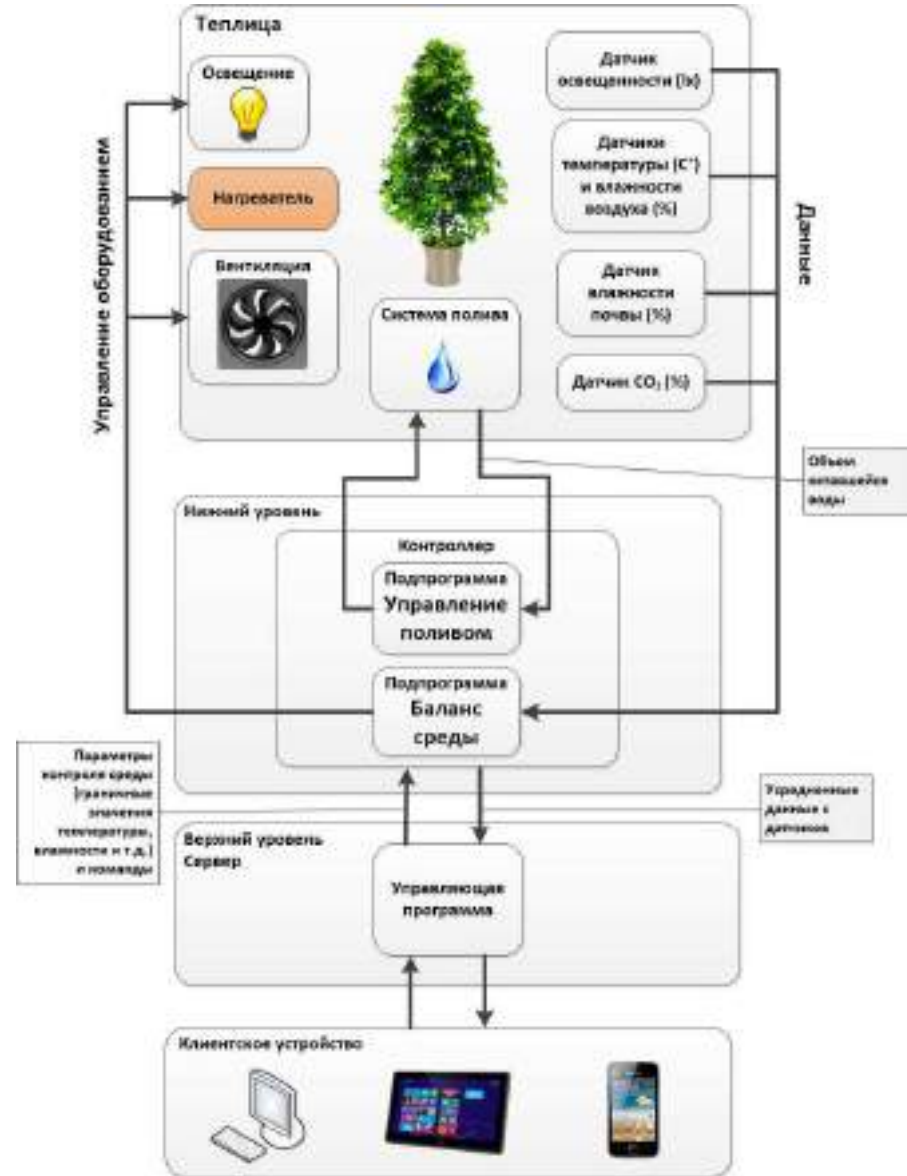 Теплица
Освещение
Нагреватель
Вентиляция
Управление оборудованием
Система полива
Датчик
освещенности (lx)
Датчики
температуры (C°)
и влажности
воздуха (%)
Датчик
влажности
почвы (%)
Датчик CO₂ (%)
Данные
Объем
оставшейся
воды
Нижний уровень
Контроллер
Подпрограмма
Управление
поливом
Подпрограмма
Баланс
среды
Параметры
контроля среды
(граничные
значения
температуры,
влажности и т.д.)
и команды
Усредненные
данные с
датчиков
Верхний уровень
Сервер
Управляющая
программа
Клиентское устройство